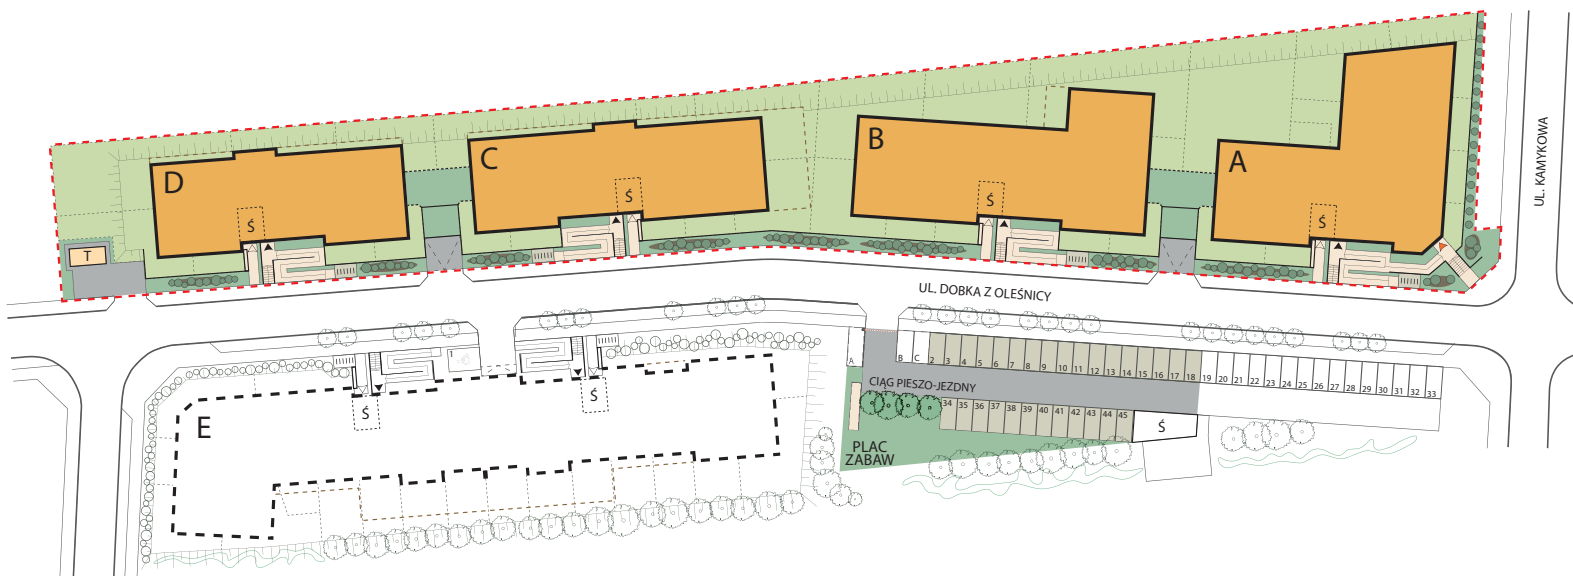 D
C
B
A
Ś
Ś
Ś
Ś
T
UL. KAMYKOWA
UL. DOBKA Z OLEŚNICY
1
A
B
C
2
3
4
5
6
7
8
9
10
11
12
13
14
15
16
17
18
19
20
21
22
23
24
25
26
27
28
29
30
31
32
33
CIĄG PIESZO-JEZDNY
34
35
36
37
38
39
40
41
42
43
44
45
Ś
Ś
Ś
E
PLAC
ZABAW